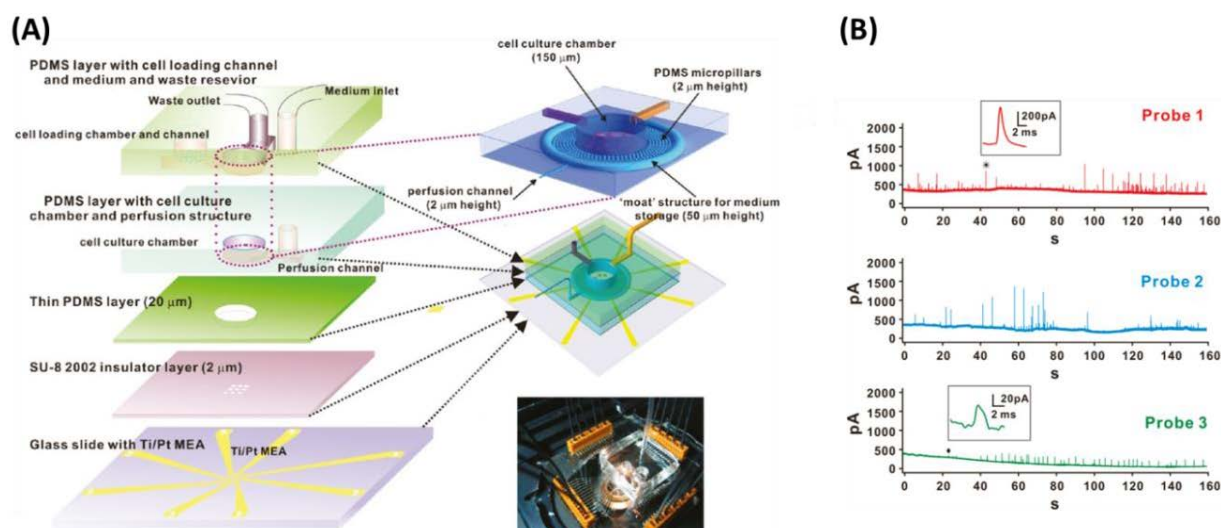 (A)
PDMS layer with cell loading channel
and medium and waste resevior
Waste outlet
Medium inlet
cell loading chamber and channel
PDMS layer with cell culture
chamber and perfusion structure
cell culture chamber
Perfusion channel
Thin PDMS layer (20 μm)
SU-8 2002 insulator layer (2 μm)
Glass slide with Ti/Pt MEA
Ti/Pt MEA
cell culture chamber
(150 μm)
PDMS micropillars
(2 μm height)
perfusion channel
(2 μm height)
'moat' structure for medium
storage (50 μm height)
(B)
Probe 1
200pA
2 ms
*
pA
2000
1500
1000
500
0
0 20 40 60 80 100 120 140 160
S
Probe 2
pA
2000
1500
1000
500
0
0 20 40 60 80 100 120 140 160
S
Probe 3
20pA
2 ms
pA
2000
1500
1000
500
0
0 20 40 60 80 100 120 140 160
S